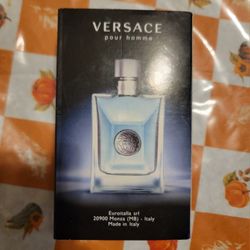 VERSACE
pour homme
Euroitalia srl
20900 Monza (MB) - Italy
Made in Italy